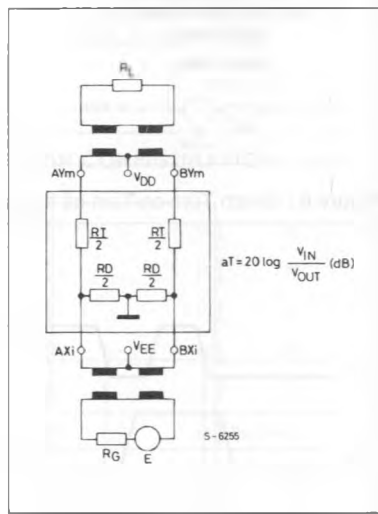 RL
AYm
VDD
BYm
RT
2
RT
2
RD
2
RD
2
aT = 20 log VIN
VOUT
(dB)
AXi
VEE
BXi
RG
E
S-6255